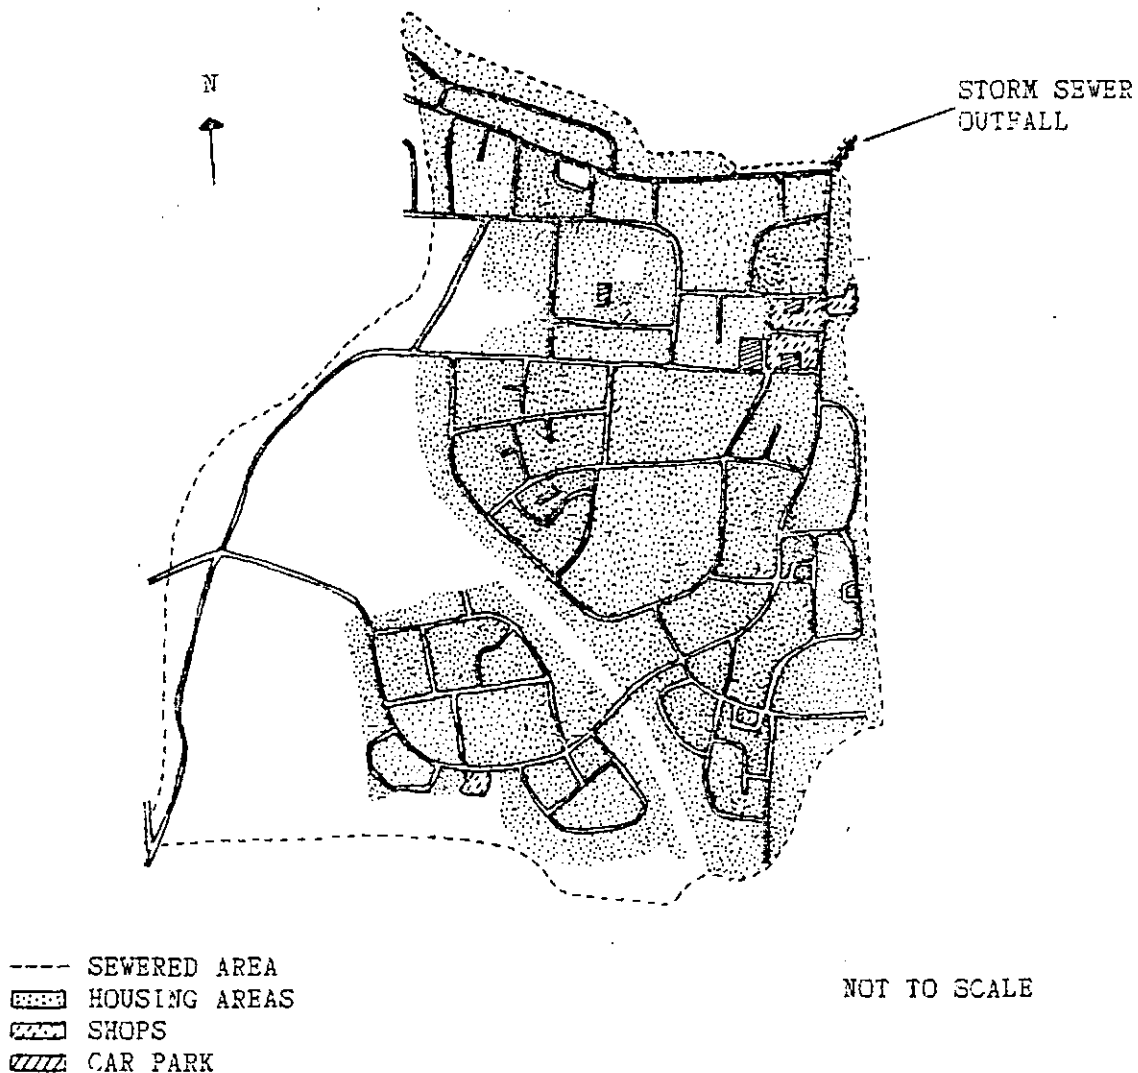 N
STORM SEWER
OUTFALL
SEWERED AREA
HOUSING AREAS
SHOPS
CAR PARK
NOT TO SCALE